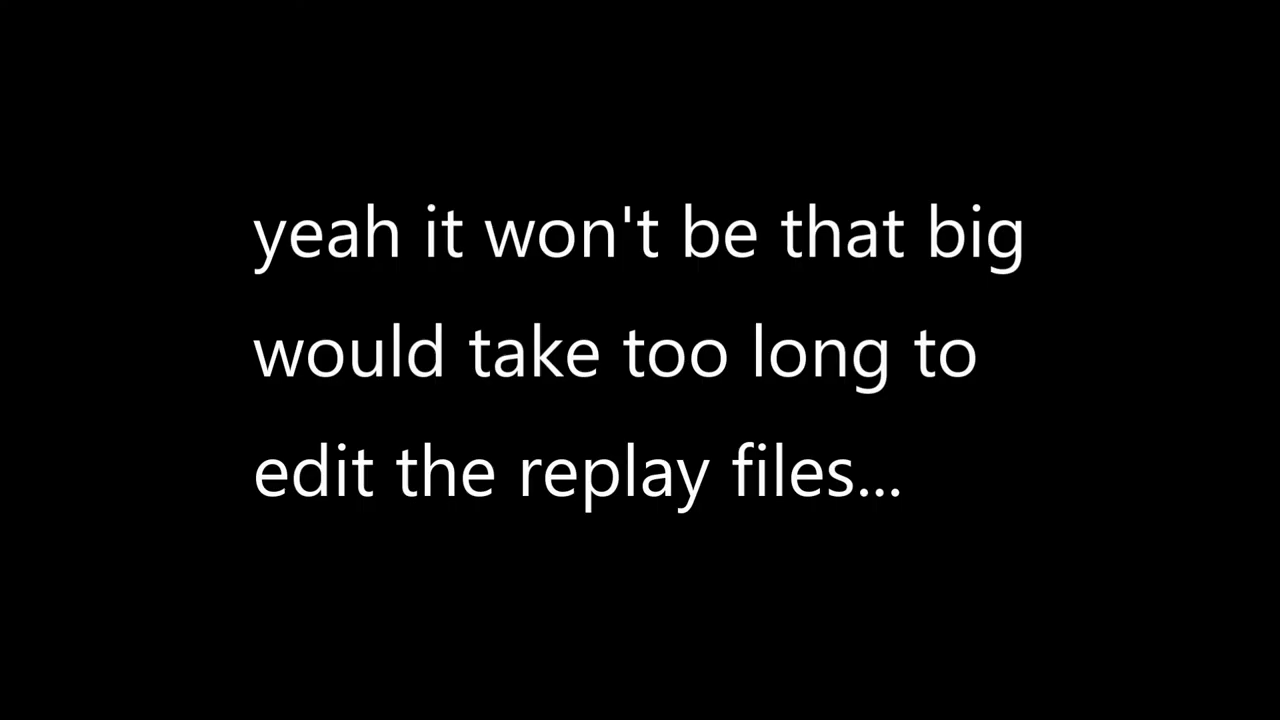 yeah it won't be that big
would take too long to
edit the replay files...